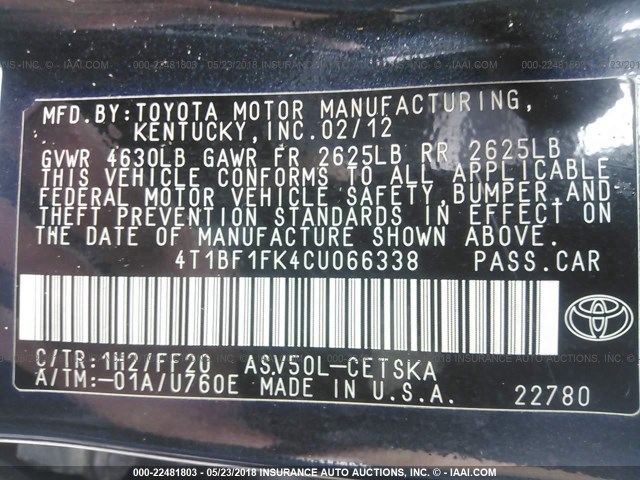 MFD.BY:TOYOTA MOTOR MANUFACTURING,
KENTUCKY,INC.02/12
GVWR 4630LB GAWR FR 2625LB RR 2625LB
THIS VEHICLE CONFORMS TO ALL APPLICABLE
FEDERAL MOTOR VEHICLE SAFETY,BUMPER,AND
THEFT PREVENTION STANDARDS IN EFFECT ON
THE DATE OF MANUFACTURE SHOWN ABOVE.
4T1BF1FK4CU066338 PASS.CAR
C/TR:1H2/FF20 ASV50L-CETSKA
A/TM:-01A/U760E MADE IN U.S.A. 22780
000-22481803 - 05/23/2018 INSURANCE AUTO AUCTIONS, INC. - © - IAAI.COM